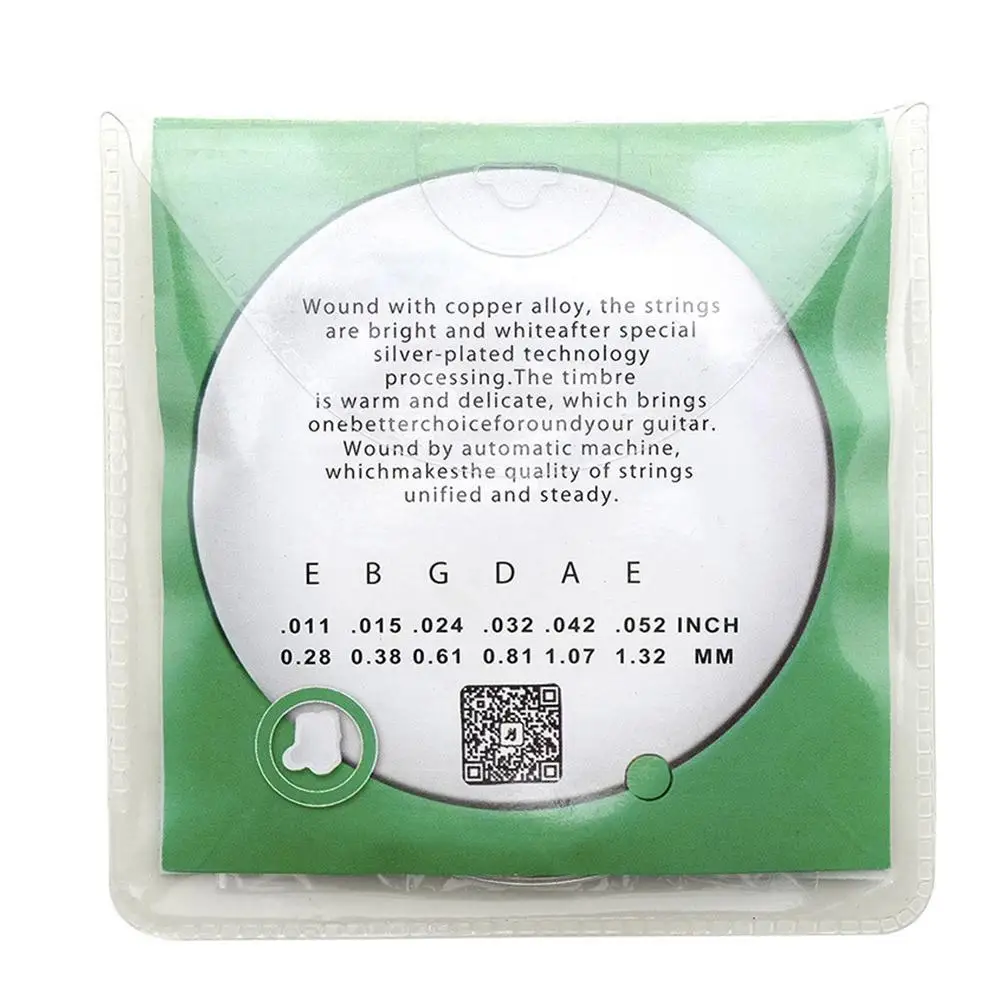 Wound with copper alloy, the strings
are bright and whiteafter special
silver-plated technology
processing.The timbre
is warm and delicate, which brings
onebetterchoiceforoundyour guitar.
Wound by automatic machine,
whichmakesthe quality of strings
unified and steady.
E B G D A E
.011 .015 .024 .032 .042 .052 INCH
0.28 0.38 0.61 0.81 1.07 1.32 MM